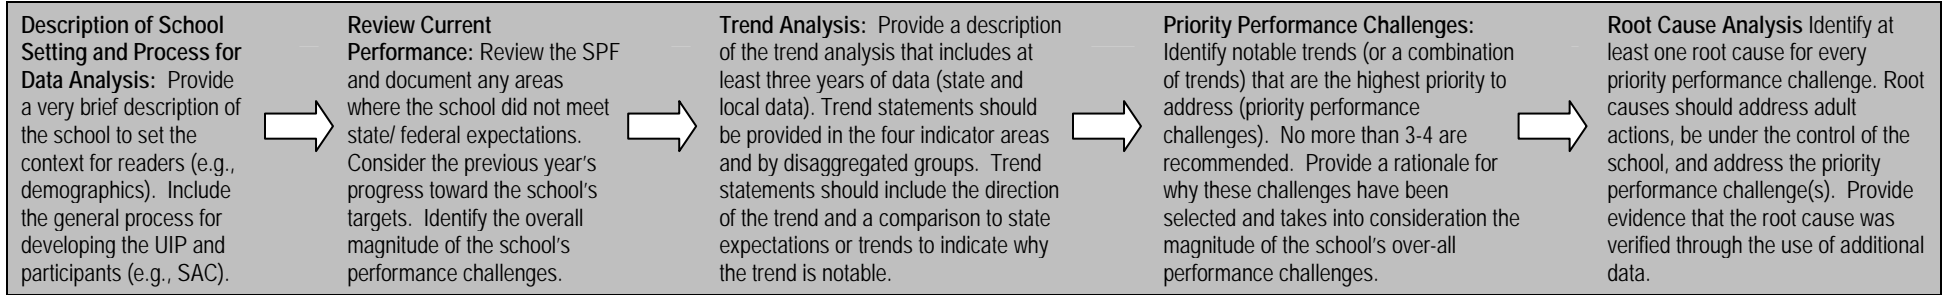 Description of School
Setting and Process for
Data Analysis: Provide
a very brief description of
the school to set the
context for readers (e.g.,
demographics). Include
the general process for
developing the UIP and
participants (e.g., SAC).
Review Current
Performance: Review the SPF
and document any areas
where the school did not meet
state/ federal expectations.
Consider the previous year's
progress toward the school's
targets. Identify the overall
magnitude of the school's
performance challenges.
Trend Analysis: Provide a description
of the trend analysis that includes at
least three years of data (state and
local data). Trend statements should
be provided in the four indicator areas
and by disaggregated groups. Trend
statements should include the direction
of the trend and a comparison to state
expectations or trends to indicate why
the trend is notable.
Priority Performance Challenges:
Identify notable trends (or a combination
of trends) that are the highest priority to
address (priority performance
challenges). No more than 3-4 are
recommended. Provide a rationale for
why these challenges have been
selected and takes into consideration the
magnitude of the school's over-all
performance challenges.
Root Cause Analysis Identify at
least one root cause for every
priority performance challenge. Root
causes should address adult
actions, be under the control of the
school, and address the priority
performance challenge(s). Provide
evidence that the root cause was
verified through the use of additional
data.